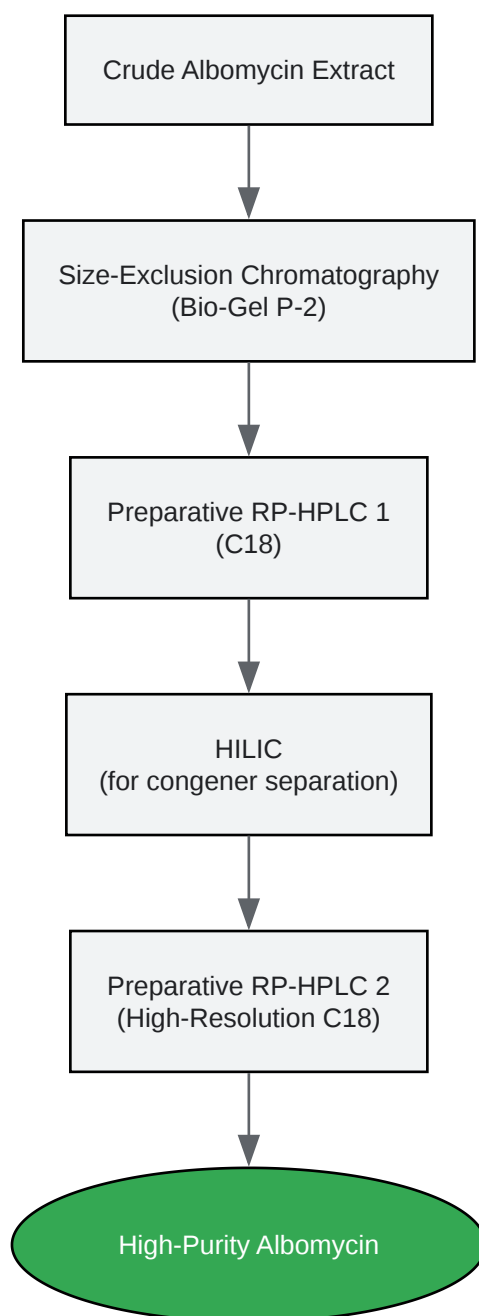 Crude Albomycin Extract
Size-Exclusion Chromatography
(Bio-Gel P-2)
Preparative RP-HPLC 1
(C18)
HILIC
(for congener separation)
Preparative RP-HPLC 2
(High-Resolution C18)
High-Purity Albomycin